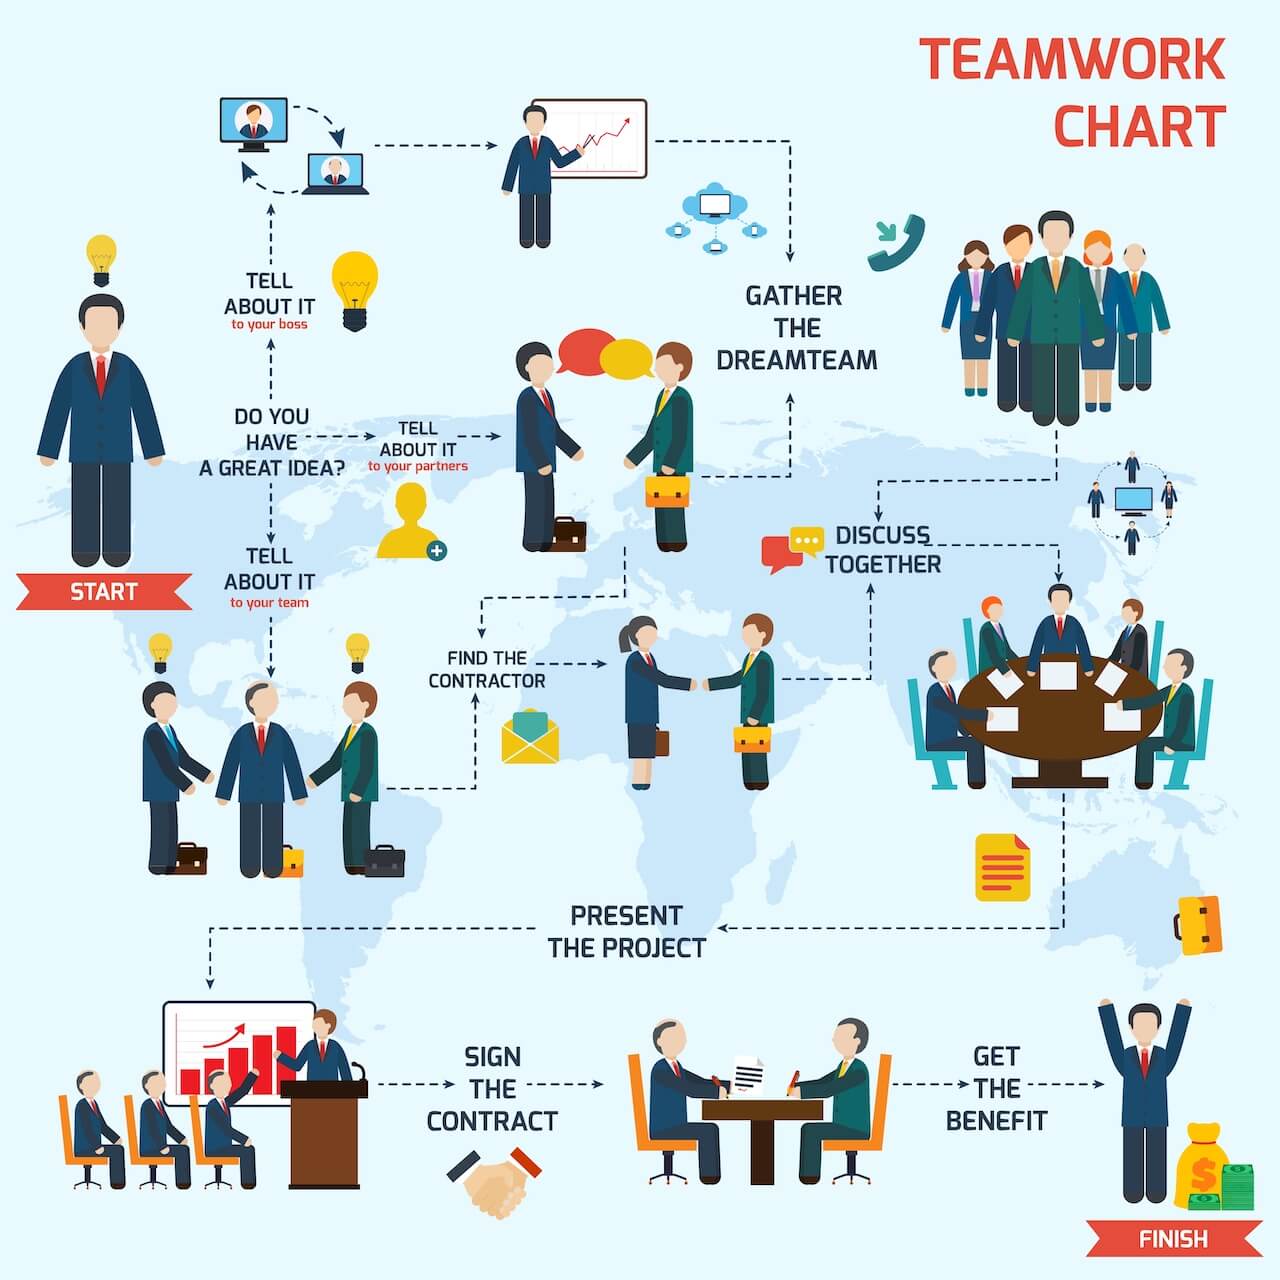 TEAMWORK
CHART
TELL
ABOUT IT
to your boss
GATHER
THE
DREAMTEAM
DO YOU
HAVE
A GREAT IDEA?
TELL
ABOUT IT
to your partners
TELL
ABOUT IT
to your team
START
DISCUSS
TOGETHER
FIND THE
CONTRACTOR
PRESENT
THE PROJECT
SIGN
THE
CONTRACT
GET
THE
BENEFIT
$
FINISH